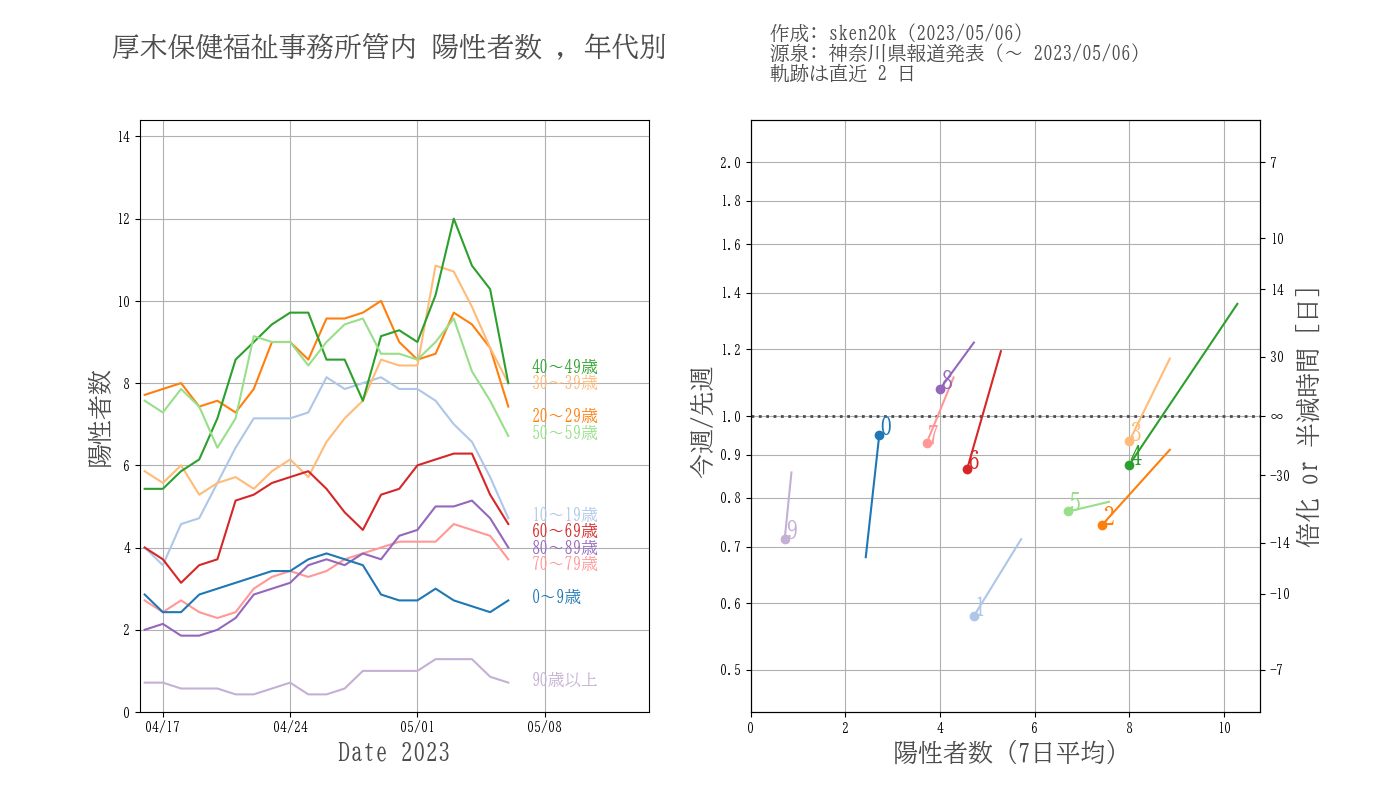 厚木保健福祉事務所管内 陽性者数 , 年代別
作成: sken20k (2023/05/06)
源泉: 神奈川県報道発表 (〜 2023/05/06)
軌跡は直近 2 日
14
12
10
8
6
4
2
0
陽性者数
40〜49歳
30〜39歳
20〜29歳
50〜59歳
10〜19歳
60〜69歳
80〜89歳
70〜79歳
0〜9歳
90歳以上
04/17
04/24
05/01
05/08
Date 2023
2.0
1.8
1.6
1.4
1.2
1.0
0.9
0.8
0.7
0.6
0.5
今週/先週
8
0
7
3
6
4
5
2
9
1
7
10
14
30
∞
−30
−14
−10
−7
倍化 or 半減時間 [日]
0
2
4
6
8
10
陽性者数 (7日平均)